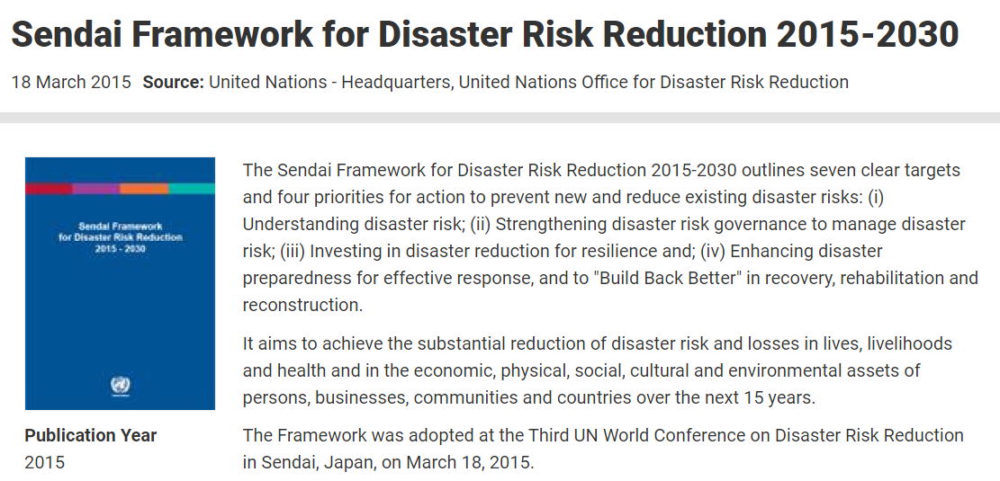 Sendai Framework for Disaster Risk Reduction 2015-2030
18 March 2015 Source: United Nations - Headquarters, United Nations Office for Disaster Risk Reduction
Sendai Framework
for Disaster Risk Reduction
2015 - 2030
Publication Year
2015
The Sendai Framework for Disaster Risk Reduction 2015-2030 outlines seven clear targets
and four priorities for action to prevent new and reduce existing disaster risks: (i)
Understanding disaster risk; (ii) Strengthening disaster risk governance to manage disaster
risk; (iii) Investing in disaster reduction for resilience and; (iv) Enhancing disaster
preparedness for effective response, and to "Build Back Better" in recovery, rehabilitation and
reconstruction.
It aims to achieve the substantial reduction of disaster risk and losses in lives, livelihoods
and health and in the economic, physical, social, cultural and environmental assets of
persons, businesses, communities and countries over the next 15 years.
The Framework was adopted at the Third UN World Conference on Disaster Risk Reduction
in Sendai, Japan, on March 18, 2015.